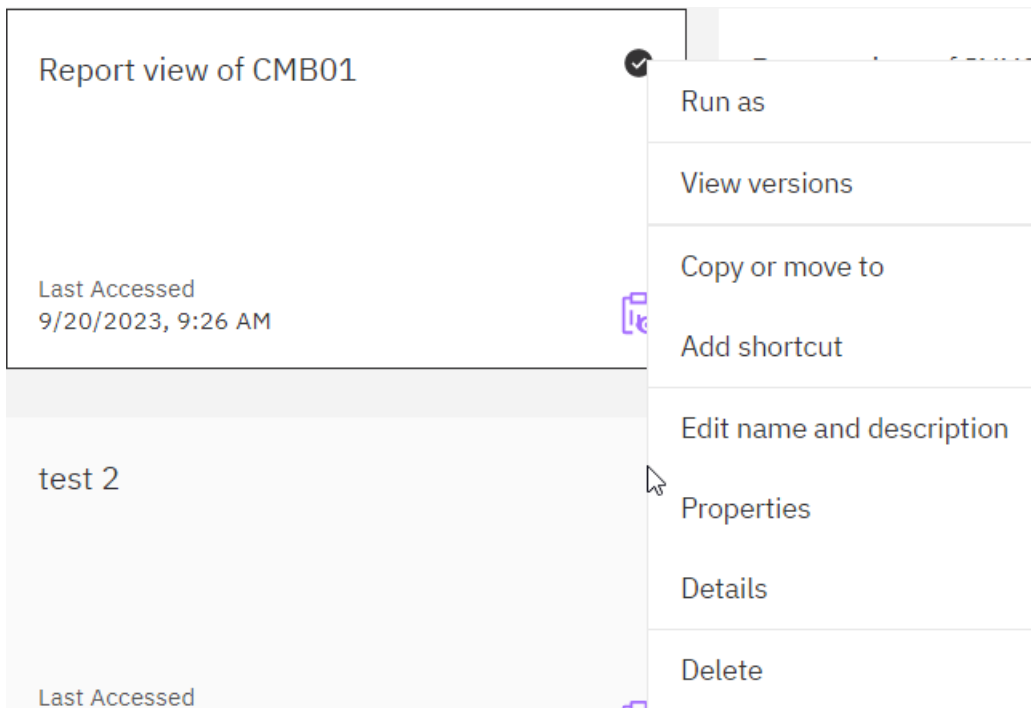 Report view of CMB01
Last Accessed
9/20/2023, 9:26 AM
test 2
Last Accessed
Run as
View versions
Copy or move to
Add shortcut
Edit name and description
Properties
Details
Delete